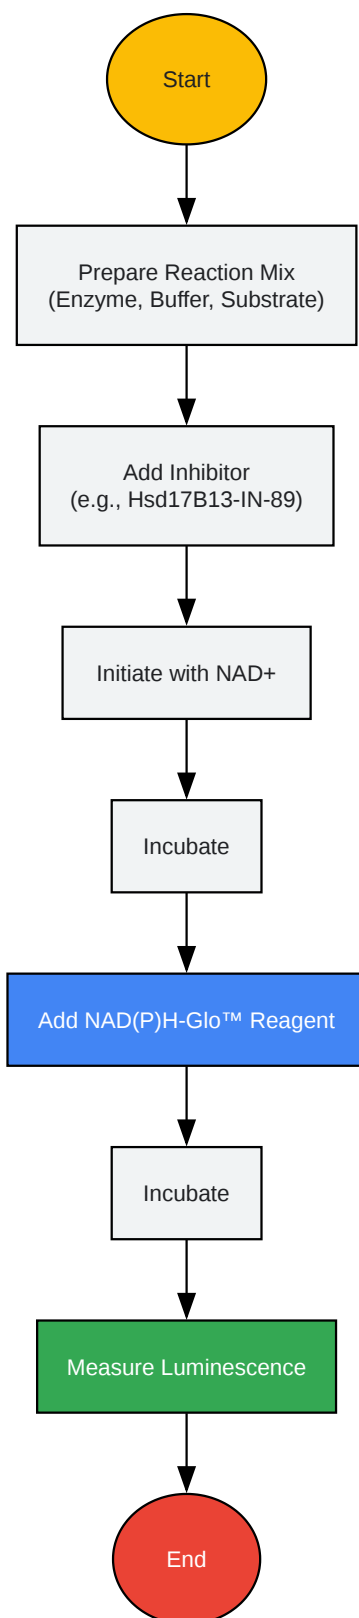 Start
Prepare Reaction Mix
(Enzyme, Buffer, Substrate)
Add Inhibitor
(e.g., Hsd17B13-IN-89)
Initiate with NAD+
Incubate
Add NAD(P)H-Glo™ Reagent
Incubate
Measure Luminescence
End